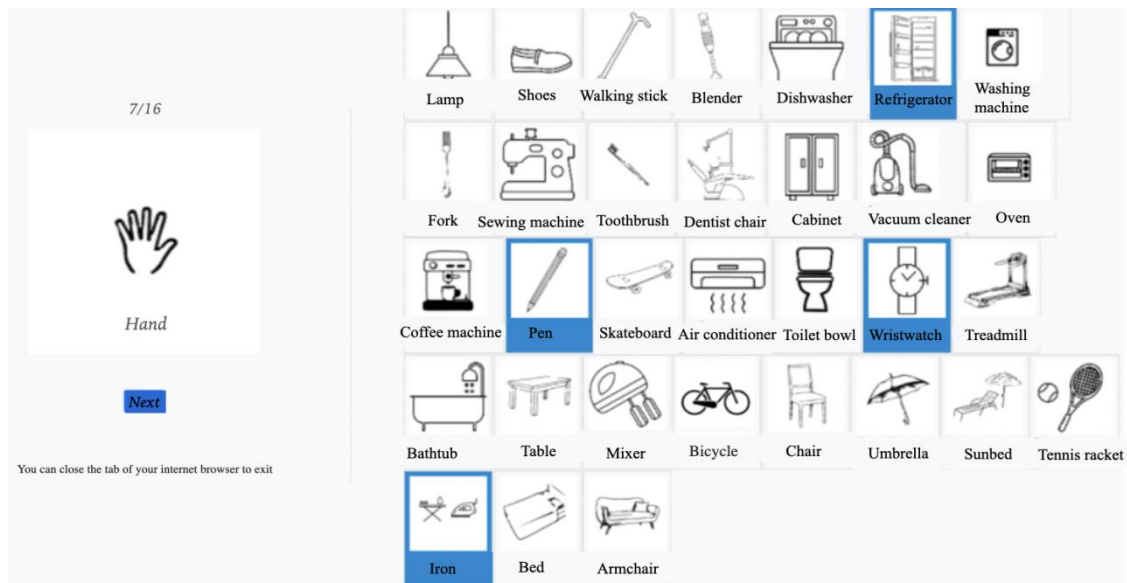 7/16
Hand
Next
You can close the tab of your internet browser to exit
Lamp
Shoes
Walking stick
Blender
Dishwasher
Refrigerator
Washing
machine
Fork
Sewing machine
Toothbrush
Dentist chair
Cabinet
Vacuum cleaner
Oven
Coffee machine
Pen
Skateboard
Air conditioner
Toilet bowl
Wristwatch
Treadmill
Bathtub
Table
Mixer
Bicycle
Chair
Umbrella
Sunbed
Tennis racket
Iron
Bed
Armchair